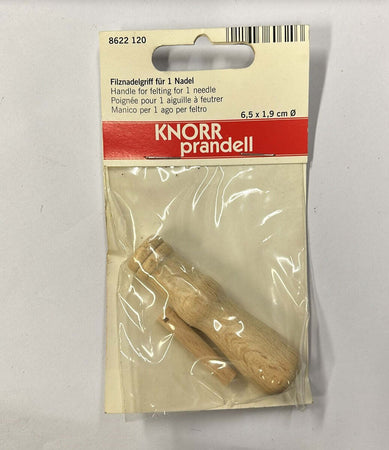 8622 120
Filznadelgriff für 1 Nadel
Handle for felting for 1 needle
Poignée pour 1 aiguille à feutrer
Manico per 1 ago per feltro
6,5 x 1,9 cm Ø
KNORR
prandell